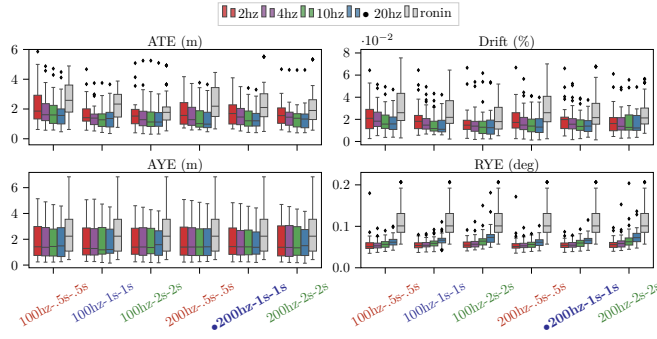 2hz 4hz 10hz • 20hz ronin
ATE (m)
6
4
2
0
Drift (%)
×10⁻²
8
6
4
2
0
AYE (m)
6
4
2
0
RYE (deg)
0.2
0.1
0.0
100hz-.5s-.5s
100hz-1s-1s
100hz-2s-2s
200hz-.5s-.5s
•200hz-1s-1s
200hz-2s-2s
100hz-.5s-.5s
100hz-1s-1s
100hz-2s-2s
200hz-.5s-.5s
•200hz-1s-1s
200hz-2s-2s